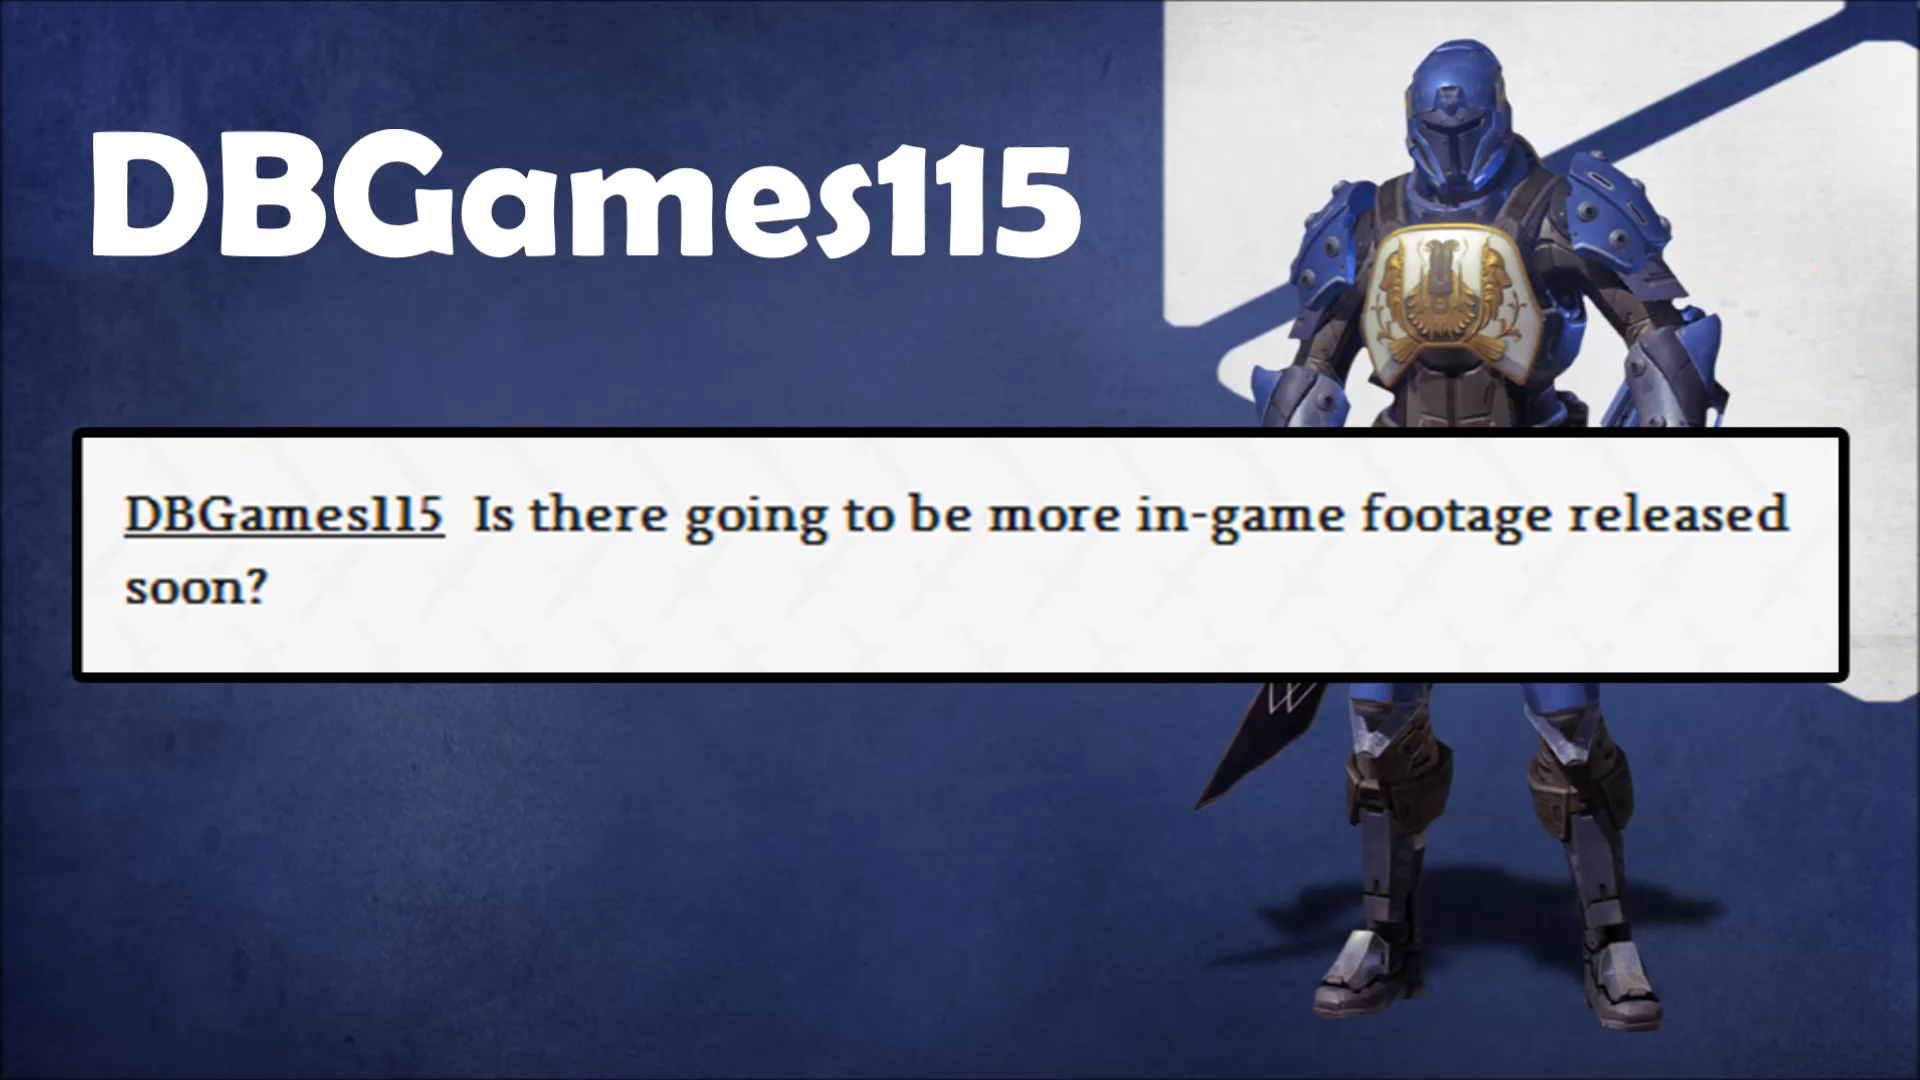 DBGames115
DBGames115 Is there going to be more in-game footage released
soon?